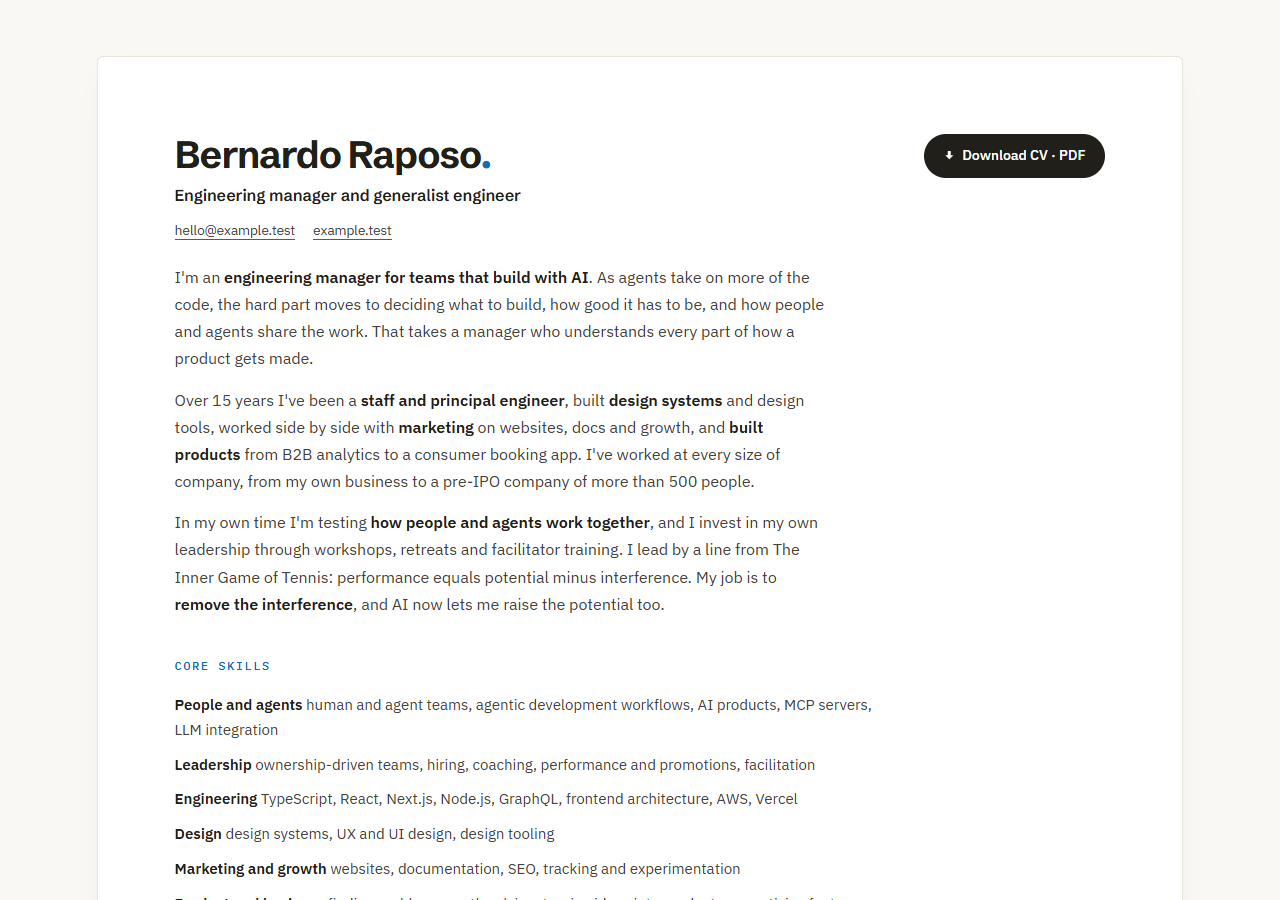 Bernardo Raposo.
Download CV · PDF
Engineering manager and generalist engineer
hello@example.test example.test
I'm an engineering manager for teams that build with AI. As agents take on more of the
code, the hard part moves to deciding what to build, how good it has to be, and how people
and agents share the work. That takes a manager who understands every part of how a
product gets made.
Over 15 years I've been a staff and principal engineer, built design systems and design
tools, worked side by side with marketing on websites, docs and growth, and built
products from B2B analytics to a consumer booking app. I've worked at every size of
company, from my own business to a pre-IPO company of more than 500 people.
In my own time I'm testing how people and agents work together, and I invest in my own
leadership through workshops, retreats and facilitator training. I lead by a line from The
Inner Game of Tennis: performance equals potential minus interference. My job is to
remove the interference, and AI now lets me raise the potential too.
CORE SKILLS
People and agents human and agent teams, agentic development workflows, AI products, MCP servers,
LLM integration
Leadership ownership-driven teams, hiring, coaching, performance and promotions, facilitation
Engineering TypeScript, React, Next.js, Node.js, GraphQL, frontend architecture, AWS, Vercel
Design design systems, UX and UI design, design tooling
Marketing and growth websites, documentation, SEO, tracking and experimentation